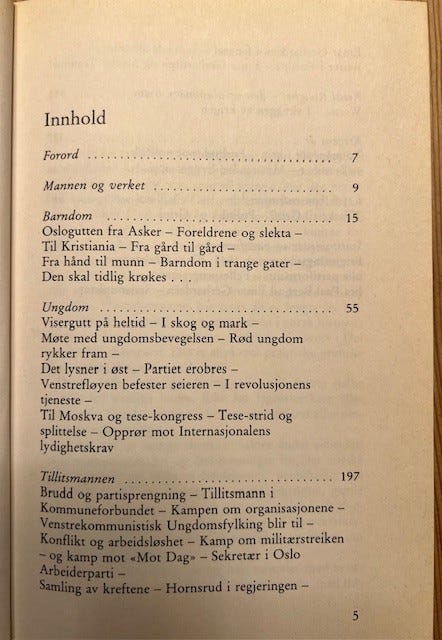 Innhold
Forord . . . . . . . . . . . . . . . . . . . . . . . . . . . . . . . . . . 7
Mannen og verket . . . . . . . . . . . . . . . . . . . . . . . . . . 9
Barndom . . . . . . . . . . . . . . . . . . . . . . . . . . . . . . . . 15
Oslogutten fra Asker – Foreldrene og slekta –
Til Kristiania – Fra gård til gård –
Fra hånd til munn – Barndom i trange gater –
Den skal tidlig krøkes . . .
Ungdom . . . . . . . . . . . . . . . . . . . . . . . . . . . . . . . . 55
Visergutt på heltid – I skog og mark –
Møte med ungdomsbevegelsen – Rød ungdom
rykker fram –
Det lysner i øst – Partiet erobres –
Venstrefløyen befester seieren – I revolusjonens
tjeneste –
Til Moskva og tese-kongress – Tese-strid og
splittelse – Opprør mot Internasjonalens
lydighetskrav
Tillitsmannen . . . . . . . . . . . . . . . . . . . . . . . . . . . . 197
Brudd og partisprengning – Tillitsmann i
Kommuneforbundet – Kampen om organisasjonene –
Venstrekommunistisk Ungdomsfylking blir til –
Konflikt og arbeidsløshet – Kamp om militærstreiken
– og kamp mot «Mot Dag» – Sekretær i Oslo
Arbeiderparti –
Samling av kreftene – Hornsrud i regjeringen –
5